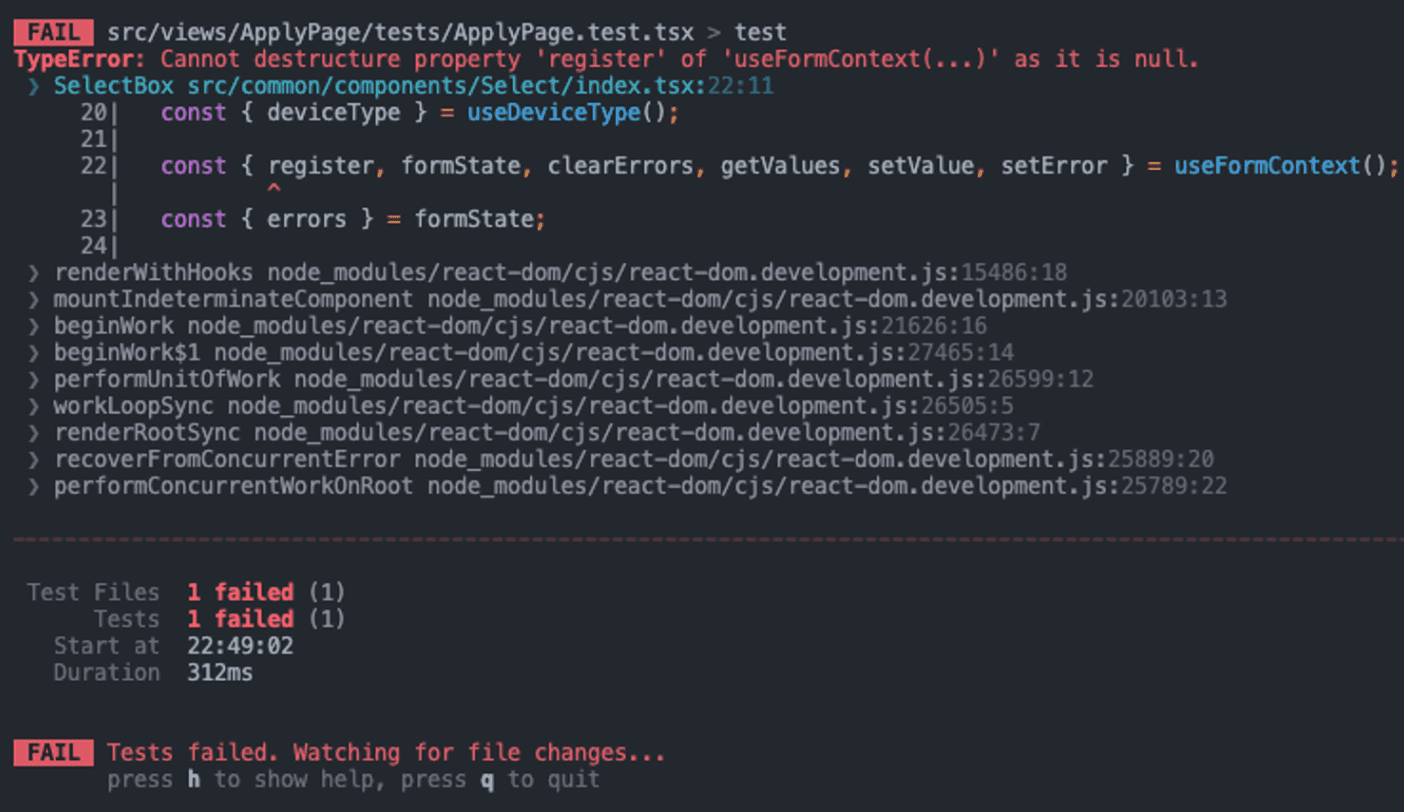 FAIL src/views/ApplyPage/tests/ApplyPage.test.tsx > test
TypeError: Cannot destructure property 'register' of 'useFormContext(...)' as it is null.
❯ SelectBox src/common/components/Select/index.tsx:22:11
20| const { deviceType } = useDeviceType();
21|
22| const { register, formState, clearErrors, getValues, setValue, setError } = useFormContext();
| ^
23| const { errors } = formState;
24|
❯ renderWithHooks node_modules/react-dom/cjs/react-dom.development.js:15486:18
❯ mountIndeterminateComponent node_modules/react-dom/cjs/react-dom.development.js:20103:13
❯ beginWork node_modules/react-dom/cjs/react-dom.development.js:21626:16
❯ beginWork$1 node_modules/react-dom/cjs/react-dom.development.js:27465:14
❯ performUnitOfWork node_modules/react-dom/cjs/react-dom.development.js:26599:12
❯ workLoopSync node_modules/react-dom/cjs/react-dom.development.js:26505:5
❯ renderRootSync node_modules/react-dom/cjs/react-dom.development.js:26473:7
❯ recoverFromConcurrentError node_modules/react-dom/cjs/react-dom.development.js:25889:20
❯ performConcurrentWorkOnRoot node_modules/react-dom/cjs/react-dom.development.js:25789:22
Test Files 1 failed (1)
Tests 1 failed (1)
Start at 22:49:02
Duration 312ms
FAIL Tests failed. Watching for file changes...
press h to show help, press q to quit